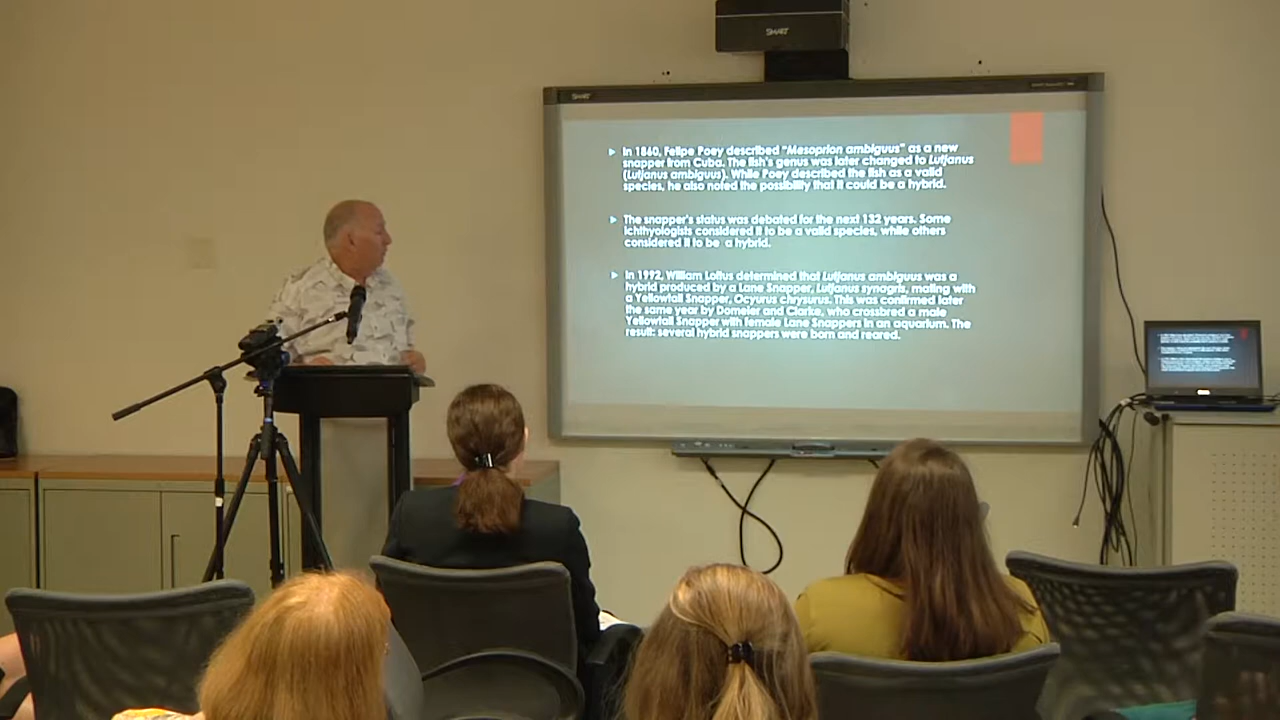 SMART
SMART
In 1860, Felipe Poey described "Mesoprion ambiguus" as a new
snapper from Cuba. The fish's genus was later changed to Lutjanus
(Lutjanus ambiguus). While Poey described the fish as a valid
species, he also noted the possibility that it could be a hybrid.
The snapper's status was debated for the next 132 years. Some
ichthyologists considered it to be a valid species, while others
considered it to be a hybrid.
In 1992, William Loftus determined that Lutjanus ambiguus was a
hybrid produced by a Lane Snapper, Lutjanus synagris, mating with
a Yellowtail Snapper, Ocyurus chrysurus. This was confirmed later
the same year by Domeier and Clarke, who crossbred a male
Yellowtail Snapper with female Lane Snappers in an aquarium. The
result: several hybrid snappers were born and reared.